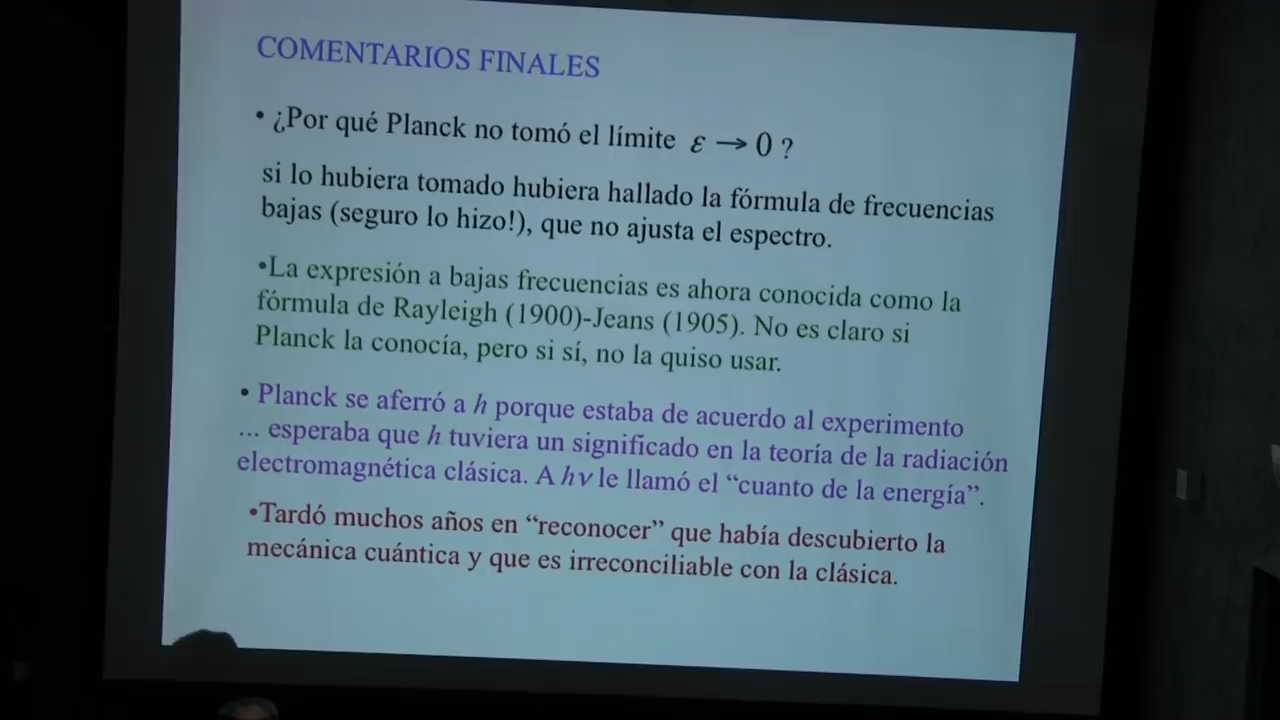 COMENTARIOS FINALES
• ¿Por qué Planck no tomó el límite ε → 0 ?
si lo hubiera tomado hubiera hallado la fórmula de frecuencias
bajas (seguro lo hizo!), que no ajusta el espectro.
•La expresión a bajas frecuencias es ahora conocida como la
fórmula de Rayleigh (1900)-Jeans (1905). No es claro si
Planck la conocía, pero si sí, no la quiso usar.
• Planck se aferró a h porque estaba de acuerdo al experimento
... esperaba que h tuviera un significado en la teoría de la radiación
electromagnética clásica. A hν le llamó el “cuanto de la energía”.
•Tardó muchos años en “reconocer” que había descubierto la
mecánica cuántica y que es irreconciliable con la clásica.